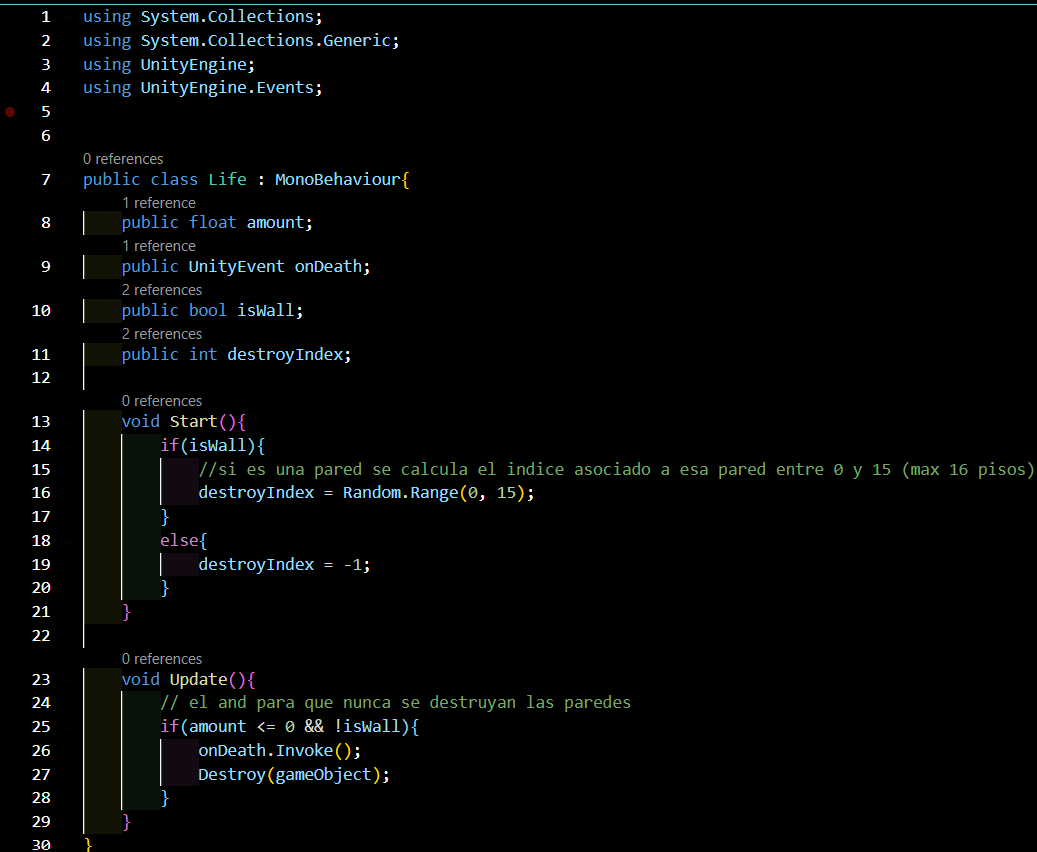 1 using System.Collections;
2 using System.Collections.Generic;
3 using UnityEngine;
4 using UnityEngine.Events;
5
6
0 references
7 public class Life : MonoBehaviour{
1 reference
8 public float amount;
1 reference
9 public UnityEvent onDeath;
2 references
10 public bool isWall;
2 references
11 public int destroyIndex;
12
0 references
13 void Start(){
14 if(isWall){
15 //si es una pared se calcula el indice asociado a esa pared entre 0 y 15 (max 16 pisos)
16 destroyIndex = Random.Range(0, 15);
17 }
18 else{
19 destroyIndex = -1;
20 }
21 }
22
0 references
23 void Update(){
24 // el and para que nunca se destruyan las paredes
25 if(amount <= 0 && !isWall){
26 onDeath.Invoke();
27 Destroy(gameObject);
28 }
29 }
30 }